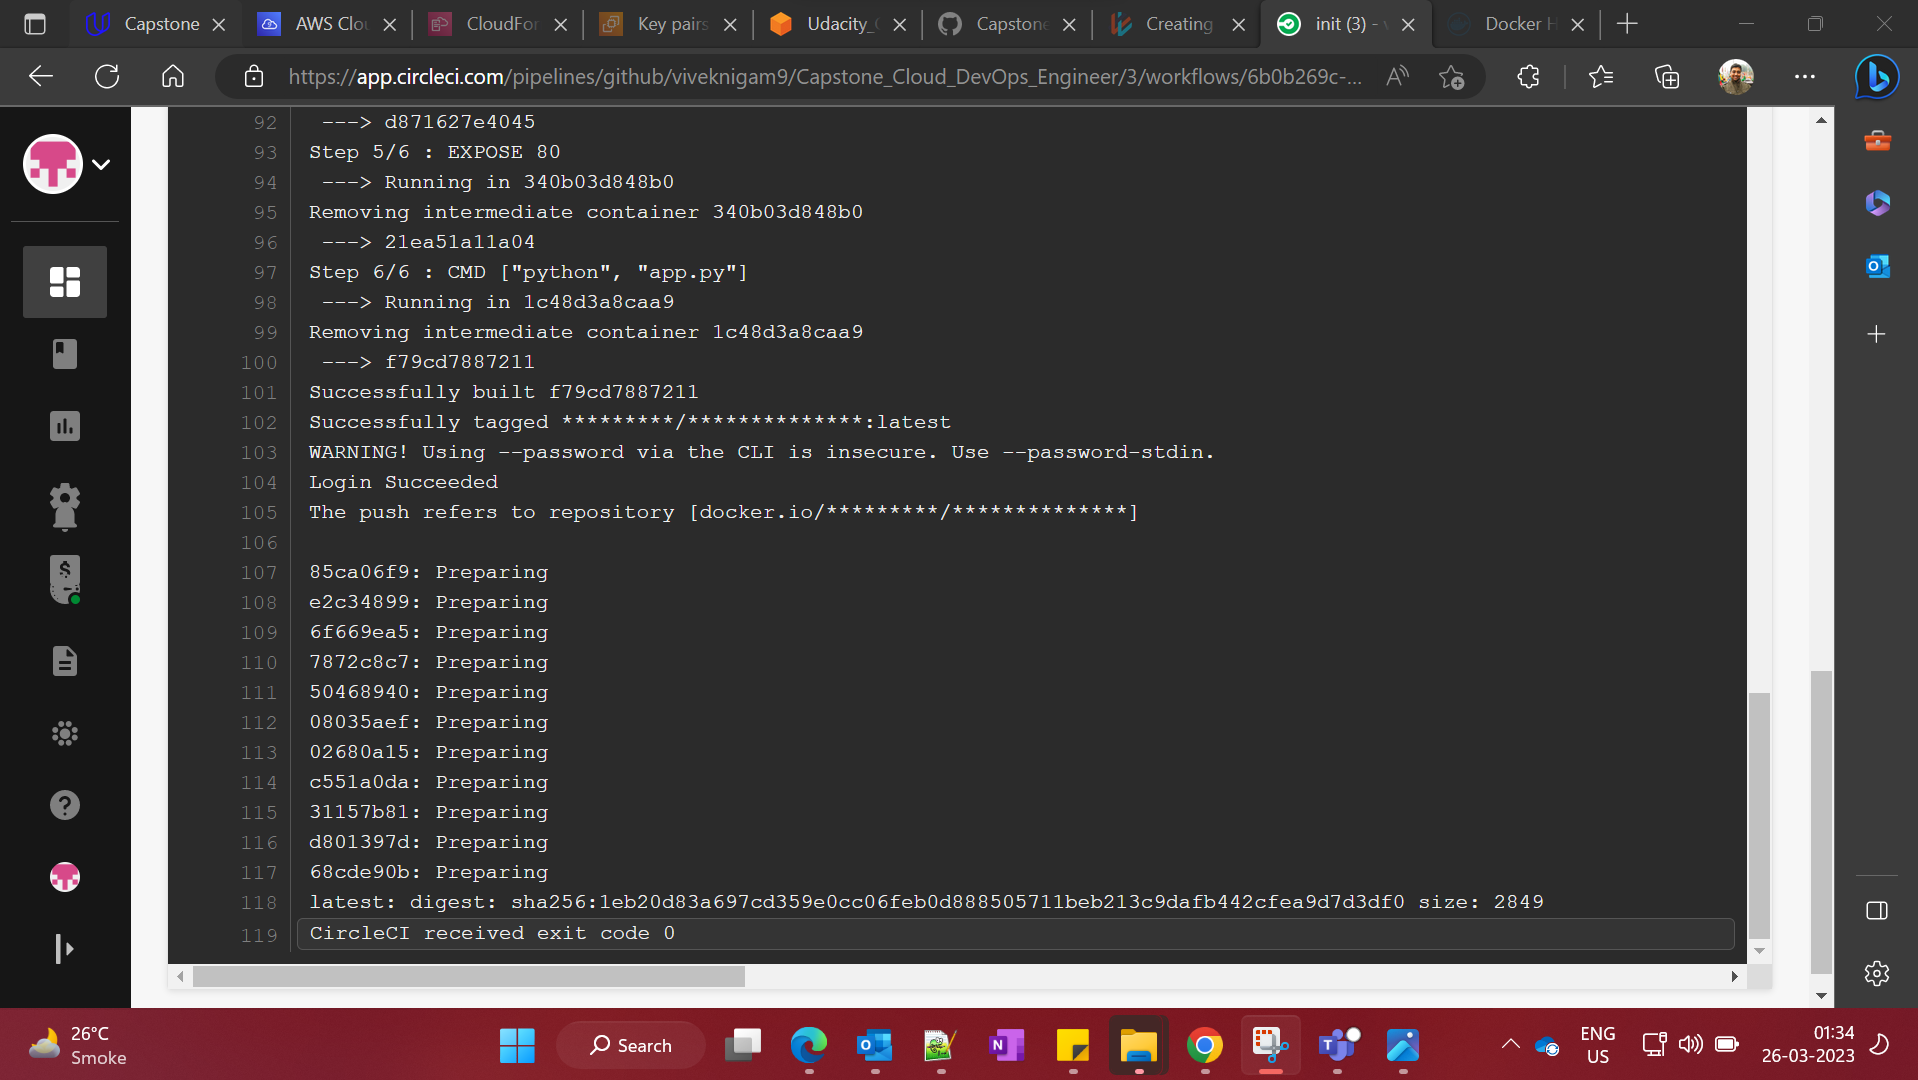 Capstone
AWS Clou
CloudFor
Key pairs
Udacity_
Capstone
Creating
init (3) -
Docker H
https://app.circleci.com/pipelines/github/viveknigam9/Capstone_Cloud_DevOps_Engineer/3/workflows/6b0b269c-...
92 ---> d871627e4045
93 Step 5/6 : EXPOSE 80
94 ---> Running in 340b03d848b0
95 Removing intermediate container 340b03d848b0
96 ---> 21ea51a11a04
97 Step 6/6 : CMD ["python", "app.py"]
98 ---> Running in 1c48d3a8caa9
99 Removing intermediate container 1c48d3a8caa9
100 ---> f79cd7887211
101 Successfully built f79cd7887211
102 Successfully tagged *********/**************:latest
103 WARNING! Using --password via the CLI is insecure. Use --password-stdin.
104 Login Succeeded
105 The push refers to repository [docker.io/*********/**************]
106
107 85ca06f9: Preparing
108 e2c34899: Preparing
109 6f669ea5: Preparing
110 7872c8c7: Preparing
111 50468940: Preparing
112 08035aef: Preparing
113 02680a15: Preparing
114 c551a0da: Preparing
115 31157b81: Preparing
116 d801397d: Preparing
117 68cde90b: Preparing
118 latest: digest: sha256:1eb20d83a697cd359e0cc06feb0d888505711beb213c9dafb442cfea9d7d3df0 size: 2849
119 CircleCI received exit code 0
26°C
Smoke
Search
ENG
US
01:34
26-03-2023